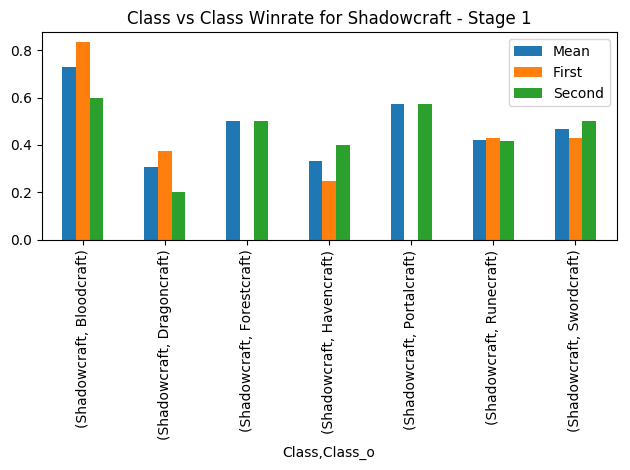 Class vs Class Winrate for Shadowcraft - Stage 1
Mean
First
Second
0.8
0.6
0.4
0.2
0.0
(Shadowcraft, Bloodcraft)
(Shadowcraft, Dragoncraft)
(Shadowcraft, Forestcraft)
(Shadowcraft, Havencraft)
(Shadowcraft, Portalcraft)
(Shadowcraft, Runecraft)
(Shadowcraft, Swordcraft)
Class,Class_o